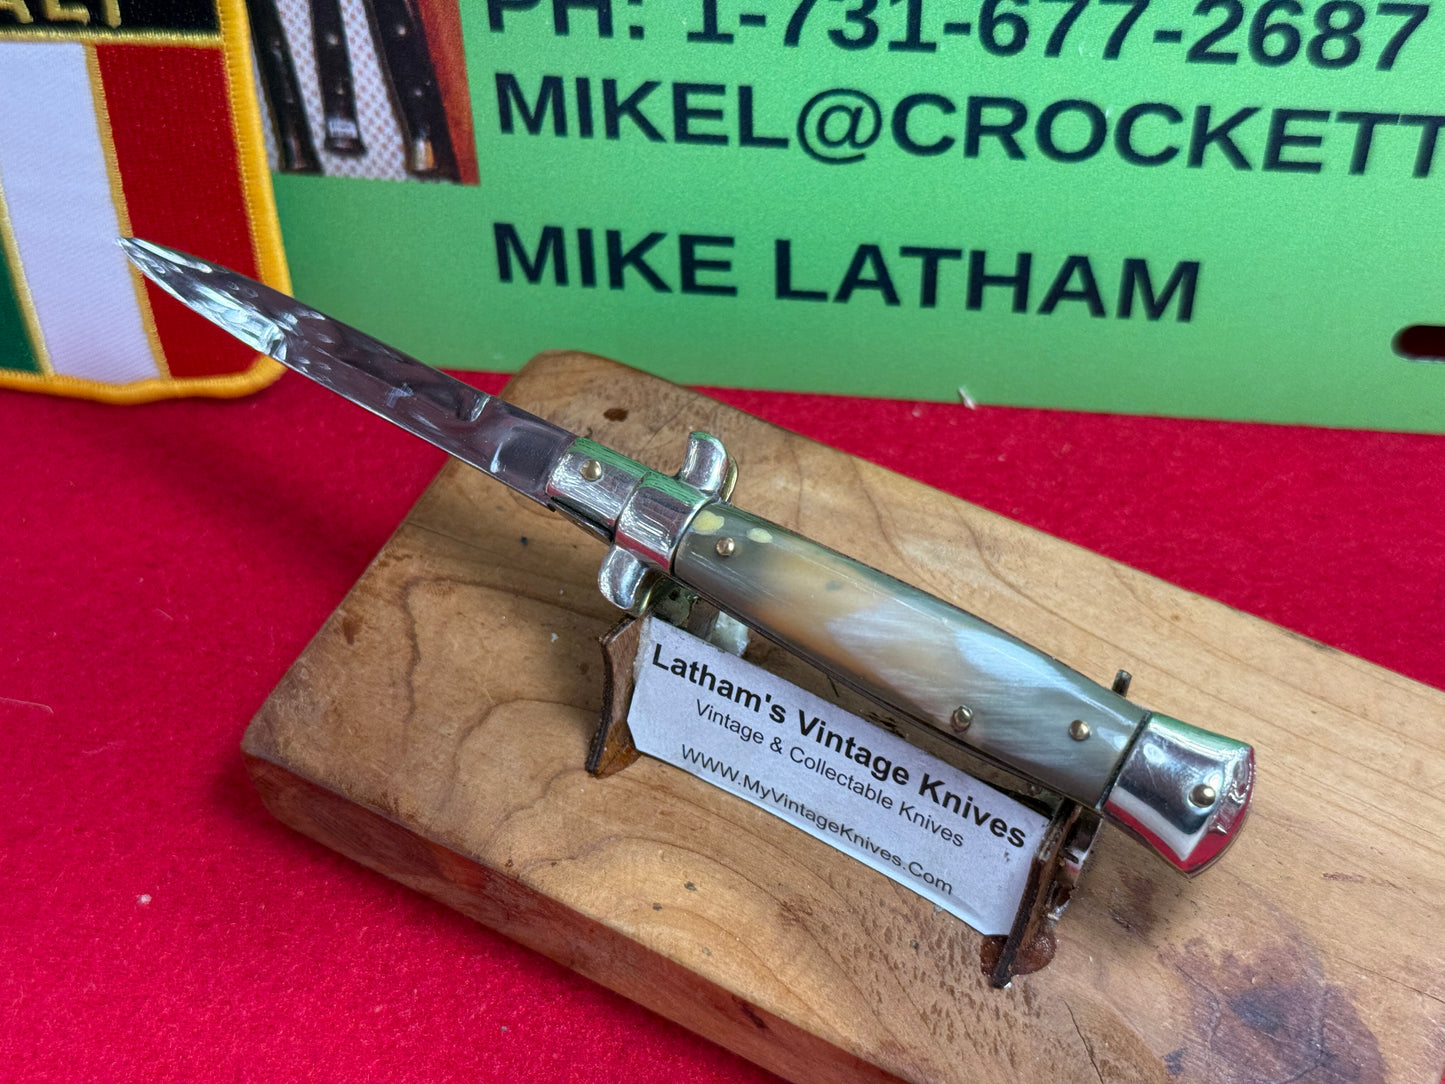 PH: 1-731-677-2687
MIKEL@CROCKETT
MIKE LATHAM
Latham's Vintage Knives
Vintage & Collectable Knives
www.MyVintageKnives.Com